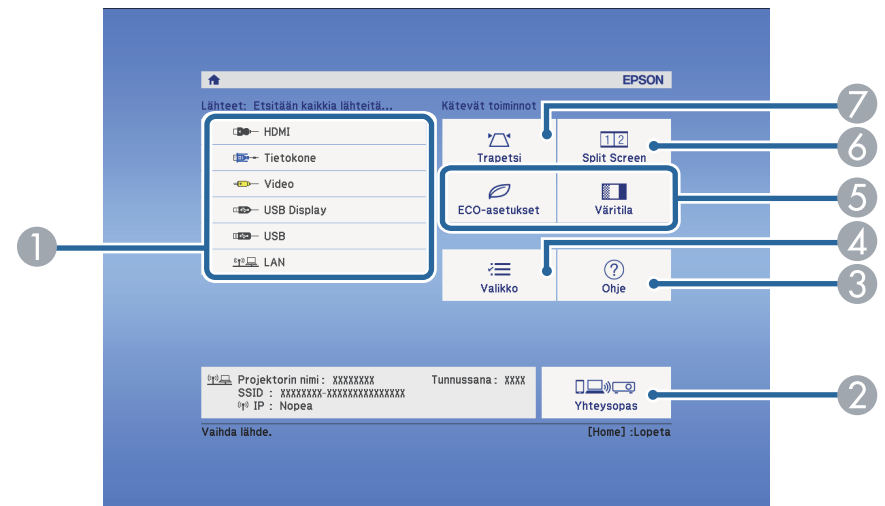 EPSON
Lähteet: Etsitään kaikkia lähteitä...
Kätevät toiminnot
HDMI
Tietokone
Video
USB Display
USB
LAN
Trapetsi
1 2
Split Screen
ECO-asetukset
Väritila
Valikko
?
Ohje
Projektorin nimi : XXXXXXXX
Tunnussana : XXXX
SSID : XXXXXXXX-XXXXXXXXXXXXXXX
IP : Nopea
Yhteysopas
Vaihda lähde.
[Home] :Lopeta
1
7
6
5
4
3
2